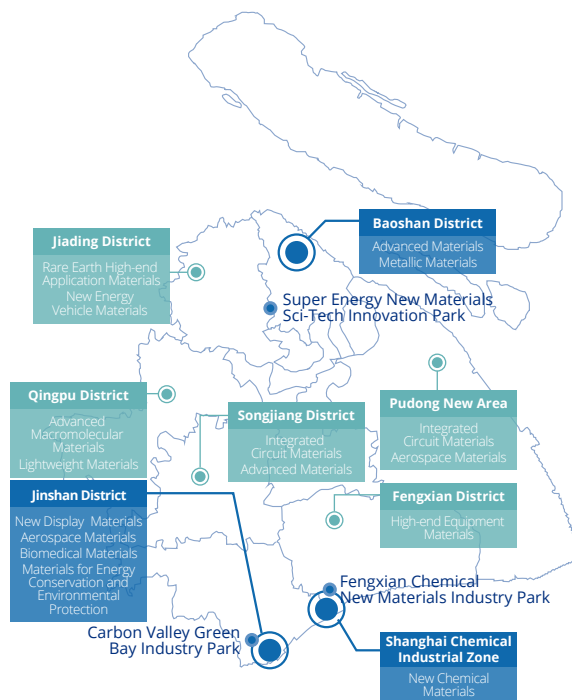 Baoshan District
Advanced Materials
Metallic Materials
Jiading District
Rare Earth High-end
Application Materials
New Energy
Vehicle Materials
Super Energy New Materials
Sci-Tech Innovation Park
Qingpu District
Advanced
Macromolecular
Materials
Lightweight Materials
Songjiang District
Integrated
Circuit Materials
Advanced Materials
Pudong New Area
Integrated
Circuit Materials
Aerospace Materials
Jinshan District
New Display Materials
Aerospace Materials
Biomedical Materials
Materials for Energy
Conservation and
Environmental
Protection
Fengxian District
High-end Equipment
Materials
Fengxian Chemical
New Materials Industry Park
Carbon Valley Green
Bay Industry Park
Shanghai Chemical
Industrial Zone
New Chemical
Materials